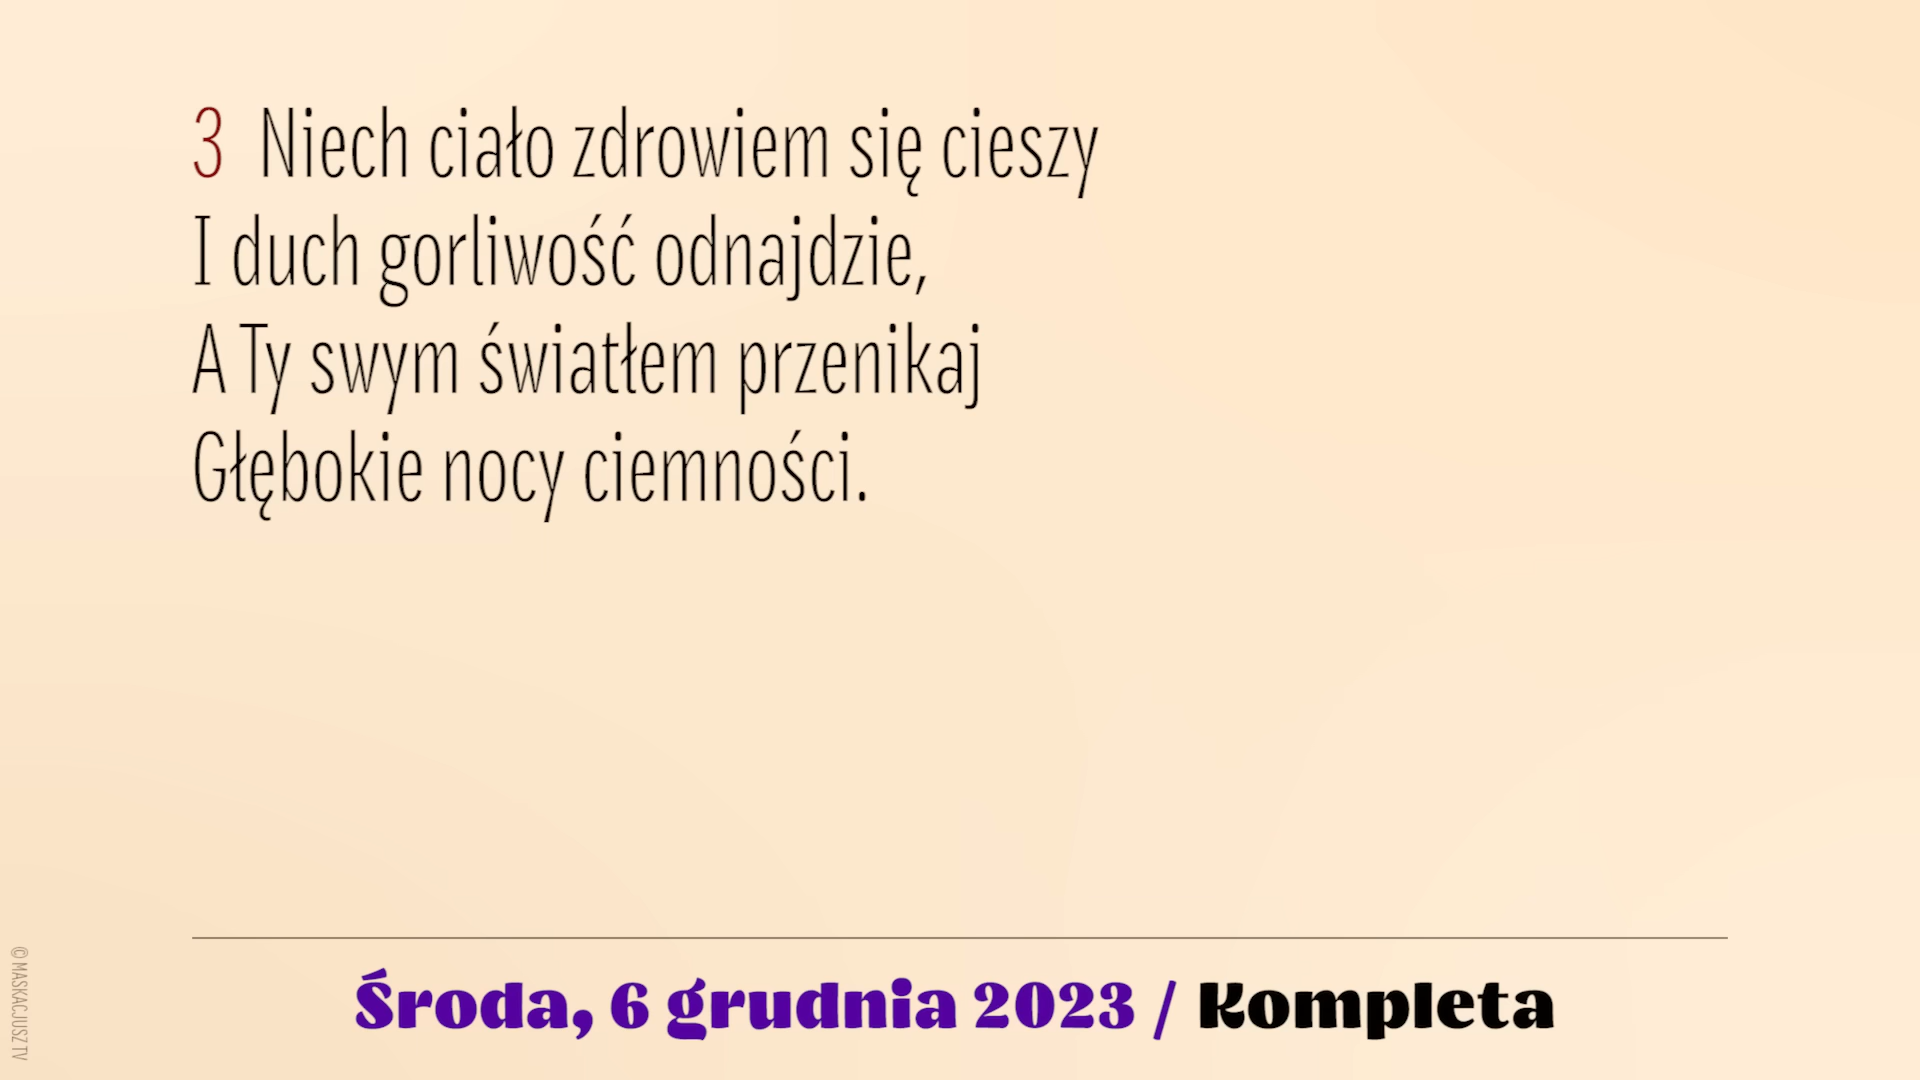 3 Niech ciało zdrowiem się cieszy
I duch gorliwość odnajdzie,
A Ty swym światłem przenikaj
Głębokie nocy ciemności.
Środa, 6 grudnia 2023 / Kompleta
© MASKACJUSZ TV